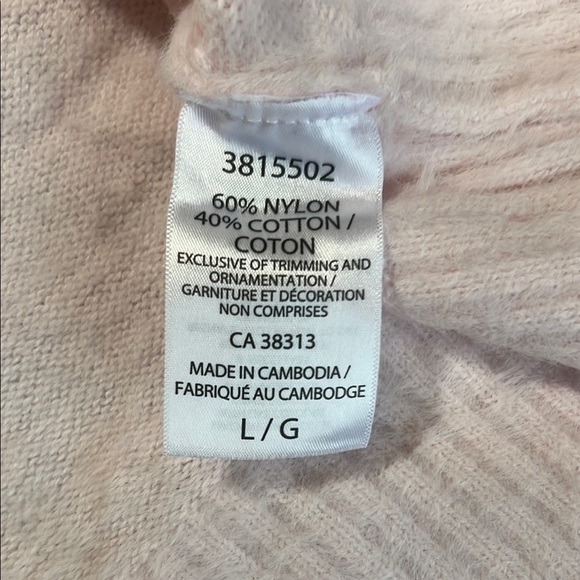 3815502
60% NYLON
40% COTTON /
COTON
EXCLUSIVE OF TRIMMING AND
ORNAMENTATION /
GARNITURE ET DÉCORATION
NON COMPRISES
CA 38313
MADE IN CAMBODIA /
FABRIQUÉ AU CAMBODGE
L / G